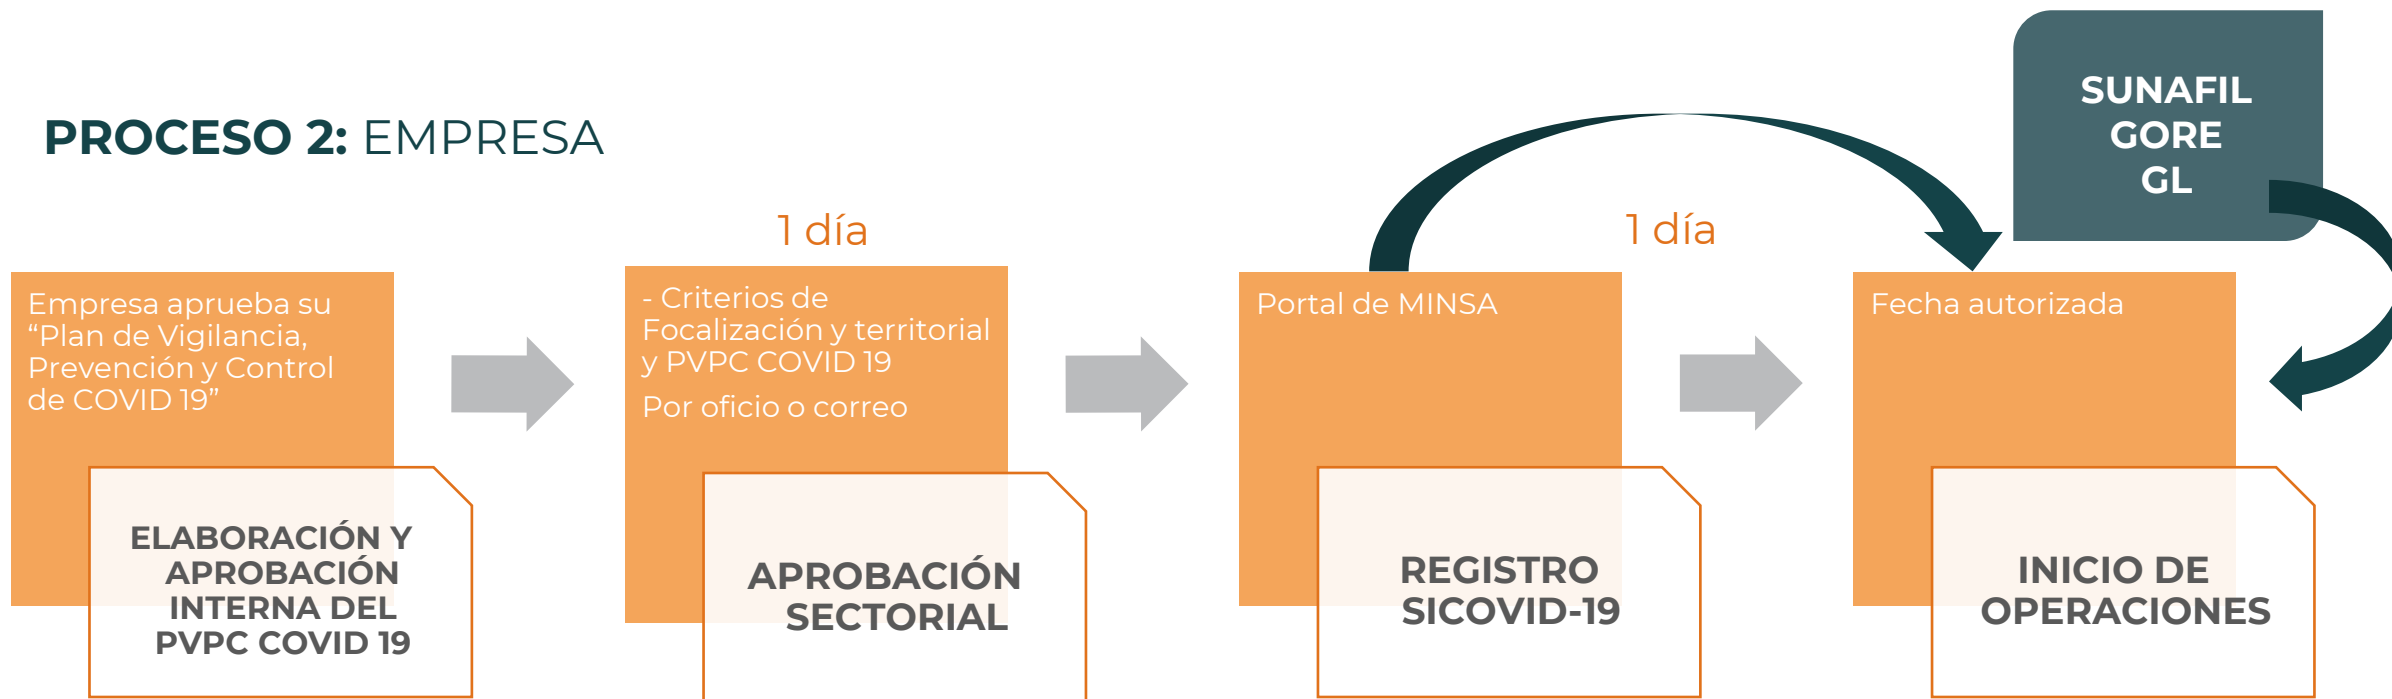 PROCESO 2: EMPRESA
SUNAFIL
GORE
GL
1 día
1 día
Empresa aprueba su
“Plan de Vigilancia,
Prevención y Control
de COVID 19”
ELABORACIÓN Y
APROBACIÓN
INTERNA DEL
PVPC COVID 19
- Criterios de
Focalización y territorial
y PVPC COVID 19
Por oficio o correo
APROBACIÓN
SECTORIAL
Portal de MINSA
REGISTRO
SICOVID-19
Fecha autorizada
INICIO DE
OPERACIONES